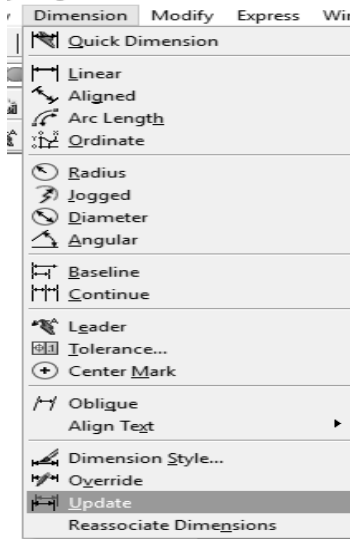 Dimension Modify Express
Quick Dimension
Linear
Aligned
Arc Length
Ordinate
Radius
Jogged
Diameter
Angular
Baseline
Continue
Leader
Tolerance...
Center Mark
Oblique
Align Text
Dimension Style...
Override
Update
Reassociate Dimensions